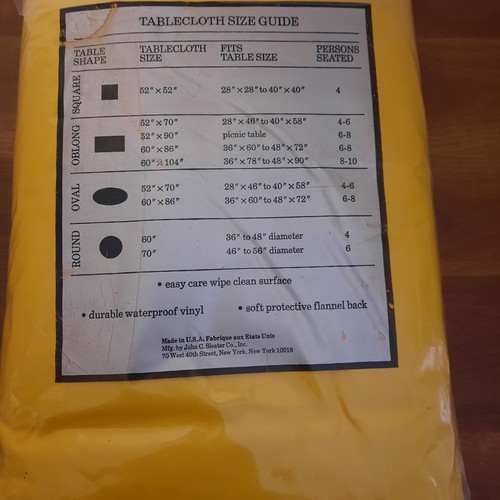 TABLECLOTH SIZE GUIDE
TABLE SHAPE TABLECLOTH SIZE FITS TABLE SIZE PERSONS SEATED
SQUARE 52" × 52" 28" × 28" to 40" × 40" 4
OBLONG 52" × 70" 28" × 46" to 40" × 58" 4-6
52" × 90" picnic table 6-8
60" × 86" 36" × 60" to 48" × 72" 6-8
60" × 104" 36" × 78" to 48" × 90" 8-10
OVAL 52" × 70" 28" × 46" to 40" × 58" 4-6
60" × 86" 36" × 60" to 48" × 72" 6-8
ROUND 60" 36" to 48" diameter 4
70" 46" to 56" diameter 6
• easy care wipe clean surface
• durable waterproof vinyl • soft protective flannel back
Made in U.S.A. Fabrique aux Etats Unis
Mfg. by John C. Sleater Co., Inc.
70 West 40th Street, New York, New York 10018